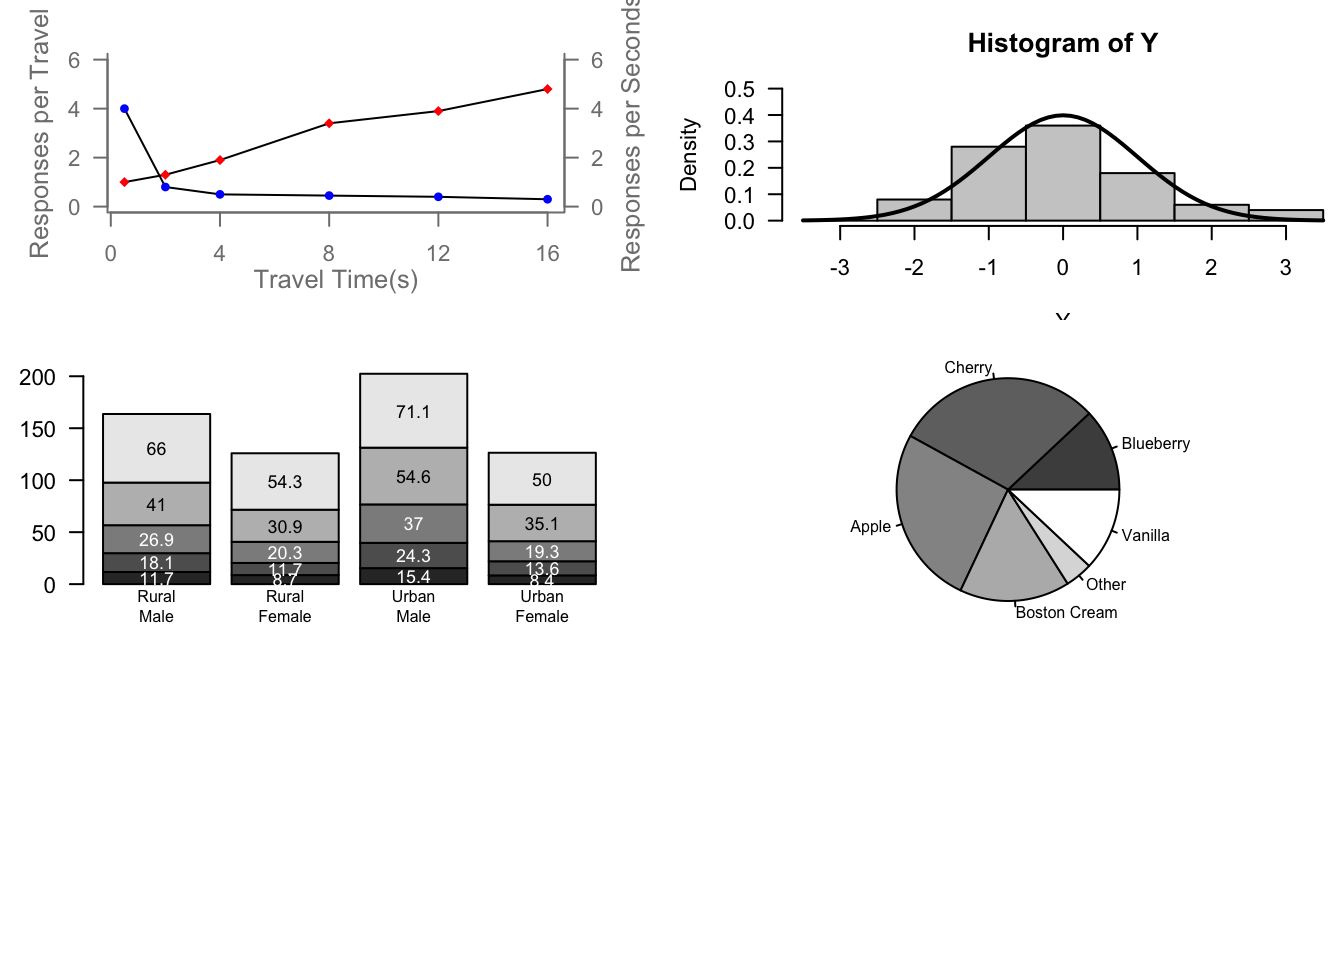 Responses per Travel
6
4
2
0
0 4 8 12 16
Travel Time(s)
6
4
2
0
Responses per Seconds
Histogram of Y
Density
0.5
0.4
0.3
0.2
0.1
0.0
-3 -2 -1 0 1 2 3
200
150
100
50
0
66
41
26.9
18.1
11.7
54.3
30.9
20.3
11.7
8.7
71.1
54.6
37
24.3
15.4
50
35.1
19.3
13.6
8.4
Rural
Male
Rural
Female
Urban
Male
Urban
Female
Cherry
Blueberry
Apple
Vanilla
Other
Boston Cream